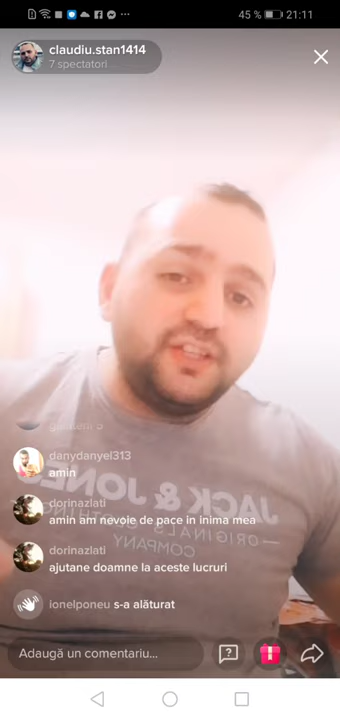 45 % 21:11
claudiu.stan1414
7 spectatori
danydanyel313
amin
JACK & JONES
ORIGINALS
COMPANY
dorinazlati
amin am nevoie de pace in inima mea
dorinazlati
ajutane doamne la aceste lucruri
ionelponeu s-a alăturat
Adaugă un comentariu...